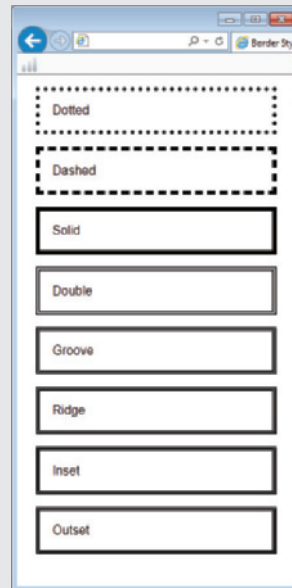 Border Sty
Dotted
Dashed
Solid
Double
Groove
Ridge
Inset
Outset